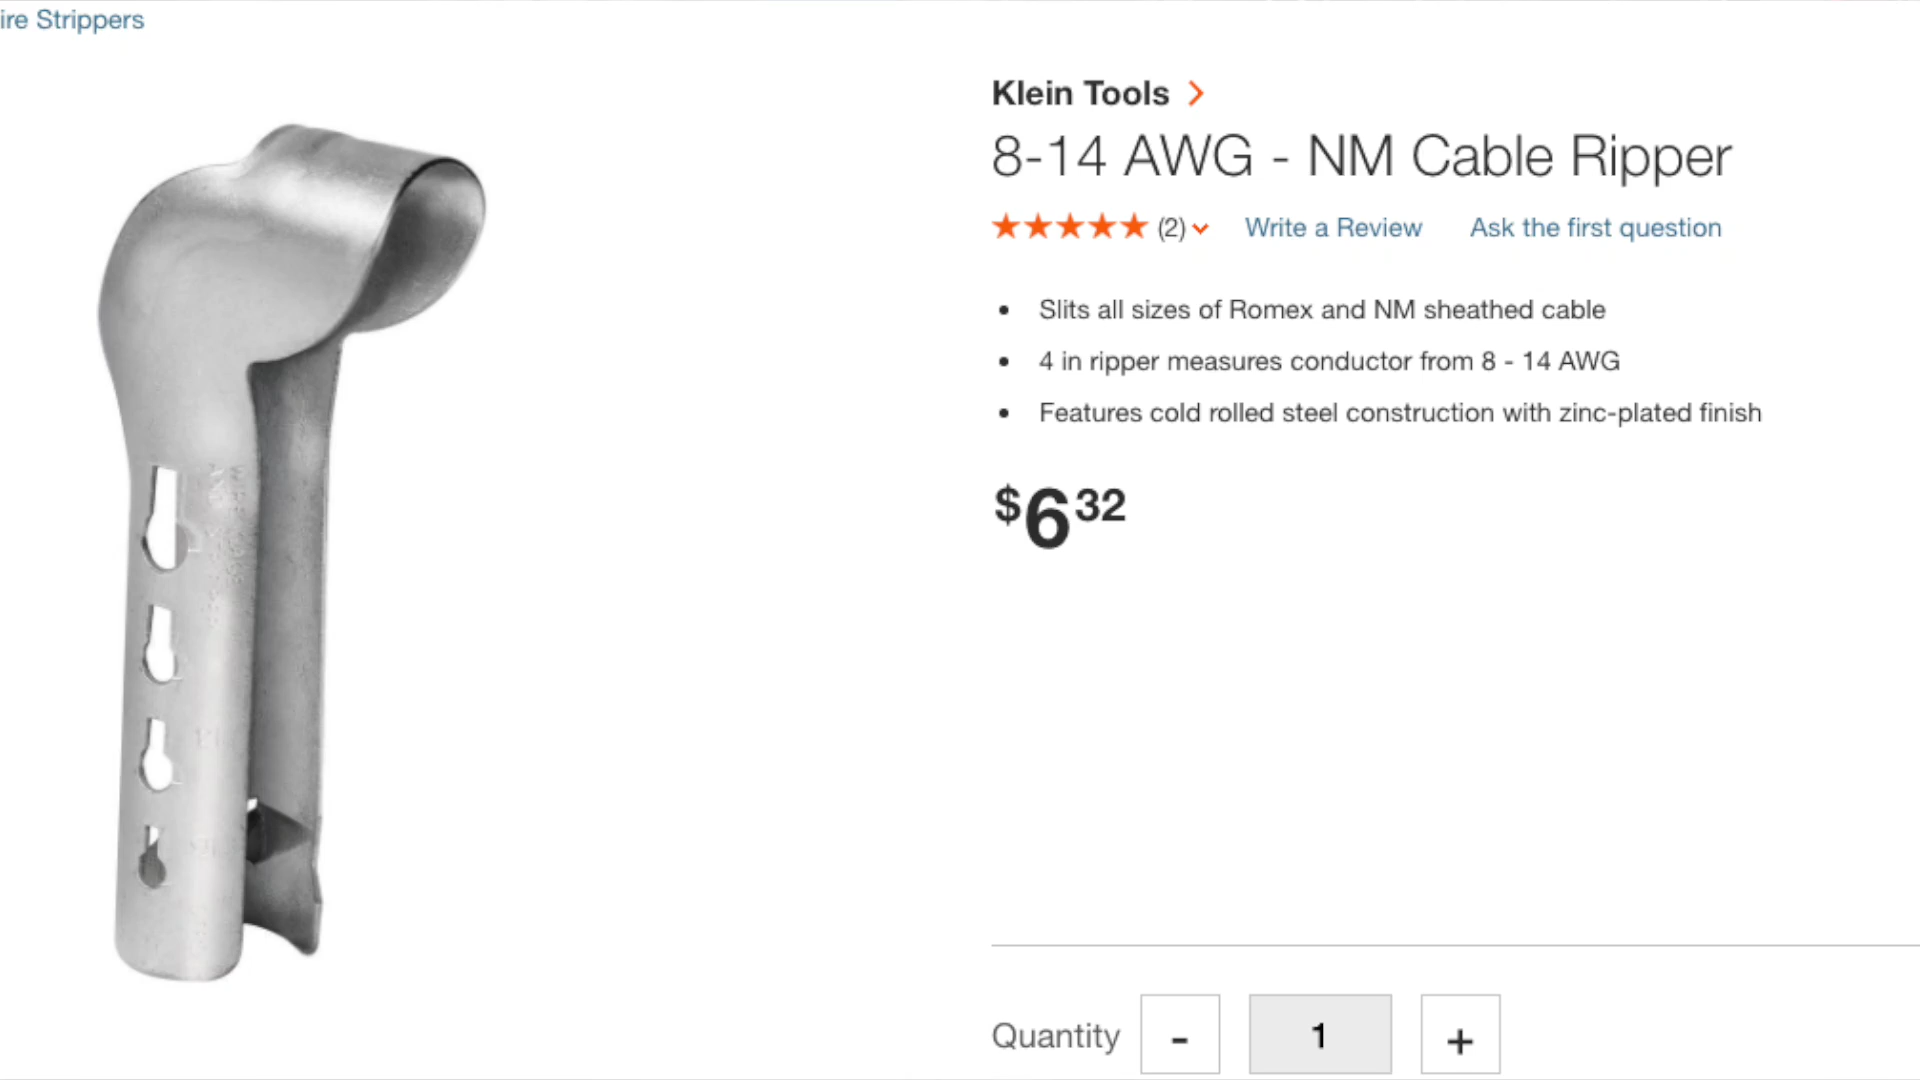 ire Strippers
Klein Tools
8-14 AWG - NM Cable Ripper
(2) Write a Review Ask the first question
• Slits all sizes of Romex and NM sheathed cable
• 4 in ripper measures conductor from 8 - 14 AWG
• Features cold rolled steel construction with zinc-plated finish
$6 32
Quantity - 1 +